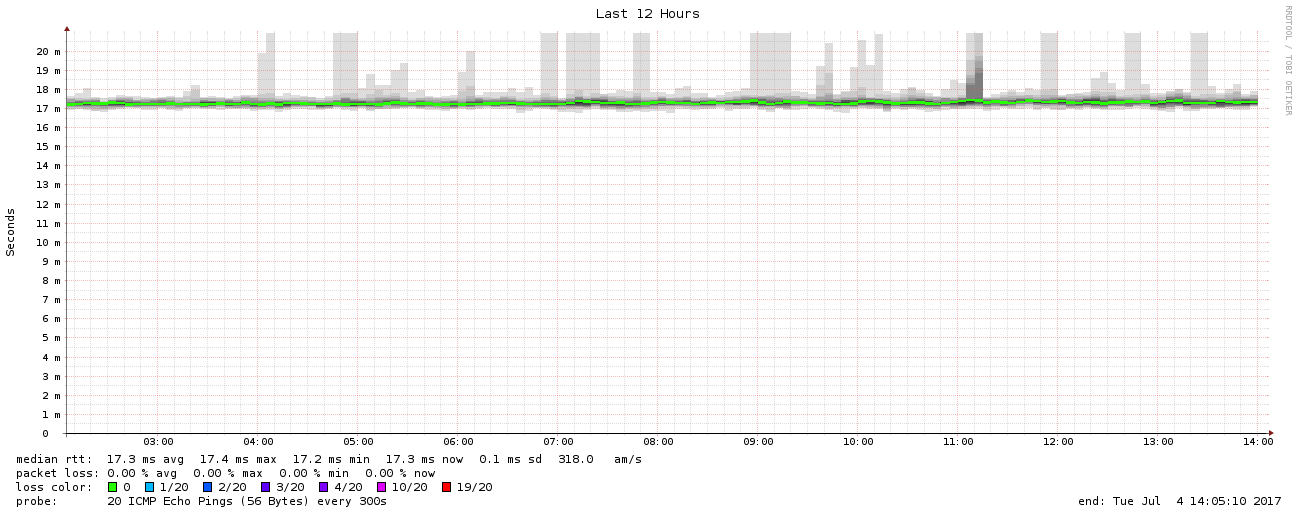 Last 12 Hours
RRDTOOL / TOBI OETIKER
Seconds
20 m
19 m
18 m
17 m
16 m
15 m
14 m
13 m
12 m
11 m
10 m
9 m
8 m
7 m
6 m
5 m
4 m
3 m
2 m
1 m
0
03:00 04:00 05:00 06:00 07:00 08:00 09:00 10:00 11:00 12:00 13:00 14:00
median rtt: 17.3 ms avg 17.4 ms max 17.2 ms min 17.3 ms now 0.1 ms sd 318.0 am/s
packet loss: 0.00 % avg 0.00 % max 0.00 % min 0.00 % now
loss color: 0 1/20 2/20 3/20 4/20 10/20 19/20
probe: 20 ICMP Echo Pings (56 Bytes) every 300s end: Tue Jul 4 14:05:10 2017